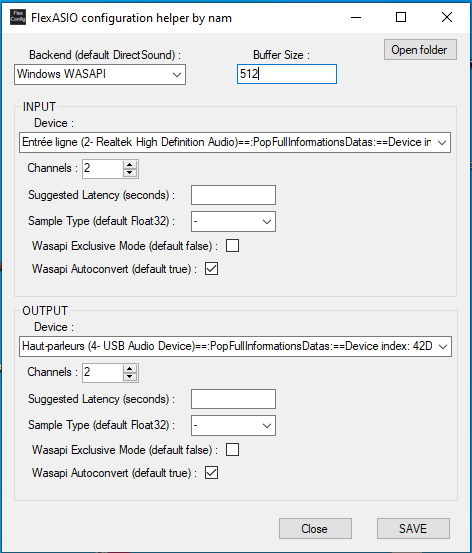 Flex
Config
FlexASIO configuration helper by nam
Backend (default DirectSound) :
Buffer Size :
Open folder
Windows WASAPI
512
INPUT
Device :
Entrée ligne (2- Realtek High Definition Audio)==:PopFullInformationsDatas:==Device in
Channels : 2
Suggested Latency (seconds) :
Sample Type (default Float32) : -
Wasapi Exclusive Mode (default false) :
Wasapi Autoconvert (default true) :
OUTPUT
Device :
Haut-parleurs (4- USB Audio Device)==:PopFullInformationsDatas:==Device index: 42D
Channels : 2
Suggested Latency (seconds) :
Sample Type (default Float32) : -
Wasapi Exclusive Mode (default false) :
Wasapi Autoconvert (default true) :
Close
SAVE